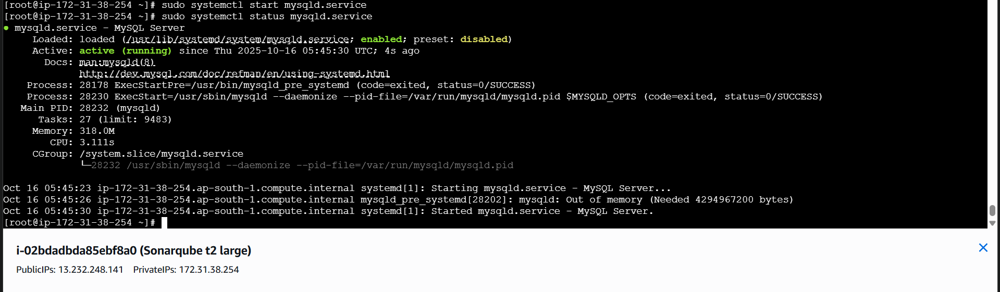 [root@ip-172-31-38-254 ~]# sudo systemctl start mysqld.service
[root@ip-172-31-38-254 ~]# sudo systemctl status mysqld.service
● mysqld.service - MySQL Server
Loaded: loaded (/usr/lib/systemd/system/mysqld.service; enabled; preset: disabled)
Active: active (running) since Thu 2025-10-16 05:45:30 UTC; 4s ago
Docs: man:mysqld(8)
http://dev.mysql.com/doc/refman/en/using-systemd.html
Process: 28178 ExecStartPre=/usr/bin/mysqld_pre_systemd (code=exited, status=0/SUCCESS)
Process: 28230 ExecStart=/usr/sbin/mysqld --daemonize --pid-file=/var/run/mysqld/mysqld.pid $MYSQLD_OPTS (code=exited, status=0/SUCCESS)
Main PID: 28232 (mysqld)
Tasks: 27 (limit: 9483)
Memory: 318.0M
CPU: 3.111s
CGroup: /system.slice/mysqld.service
└─28232 /usr/sbin/mysqld --daemonize --pid-file=/var/run/mysqld/mysqld.pid
Oct 16 05:45:23 ip-172-31-38-254.ap-south-1.compute.internal systemd[1]: Starting mysqld.service - MySQL Server...
Oct 16 05:45:26 ip-172-31-38-254.ap-south-1.compute.internal mysqld_pre_systemd[28202]: mysqld: Out of memory (Needed 4294967200 bytes)
Oct 16 05:45:30 ip-172-31-38-254.ap-south-1.compute.internal systemd[1]: Started mysqld.service - MySQL Server.
[root@ip-172-31-38-254 ~]#
i-02bdadbda85ebf8a0 (Sonarqube t2 large)
PublicIPs: 13.232.248.141 PrivateIPs: 172.31.38.254